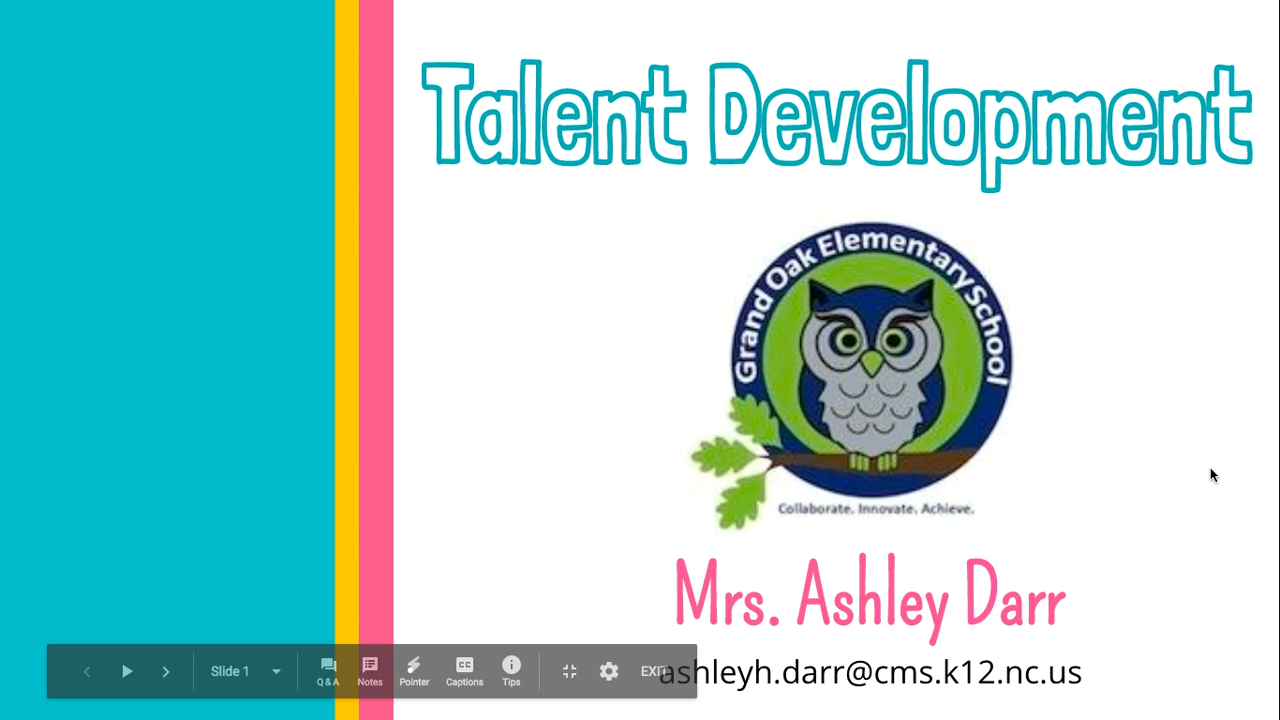 Talent Development
Grand Oak Elementary School
Collaborate. Innovate. Achieve.
Mrs. Ashley Darr
ashleyh.darr@cms.k12.nc.us
Slide 1
Q & A
Notes
Pointer
CC
Captions
Tips
EXIT